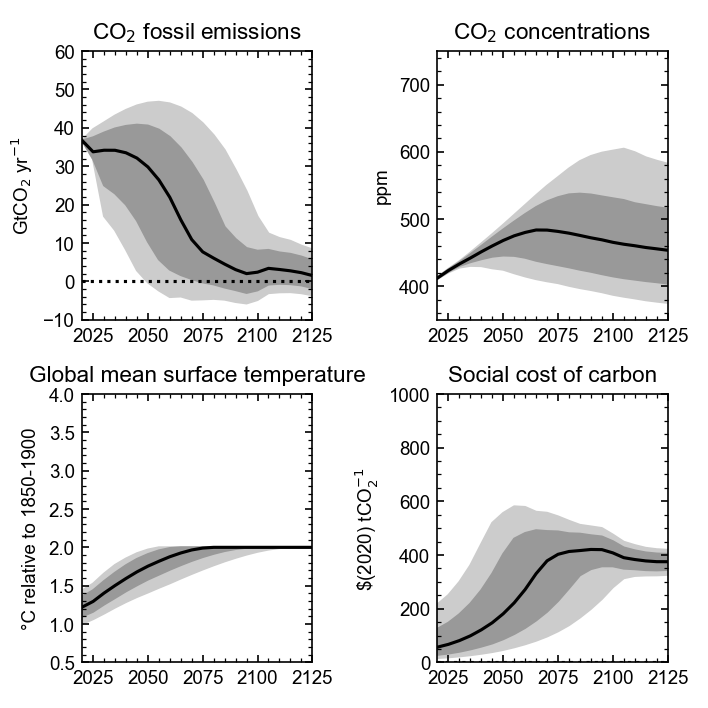 CO₂ fossil emissions
GtCO₂ yr⁻¹
60
50
40
30
20
10
0
−10
2025 2050 2075 2100 2125
CO₂ concentrations
ppm
700
600
500
400
2025 2050 2075 2100 2125
Global mean surface temperature
°C relative to 1850-1900
4.0
3.5
3.0
2.5
2.0
1.5
1.0
0.5
2025 2050 2075 2100 2125
Social cost of carbon
$(2020) tCO₂⁻¹
1000
800
600
400
200
0
2025 2050 2075 2100 2125